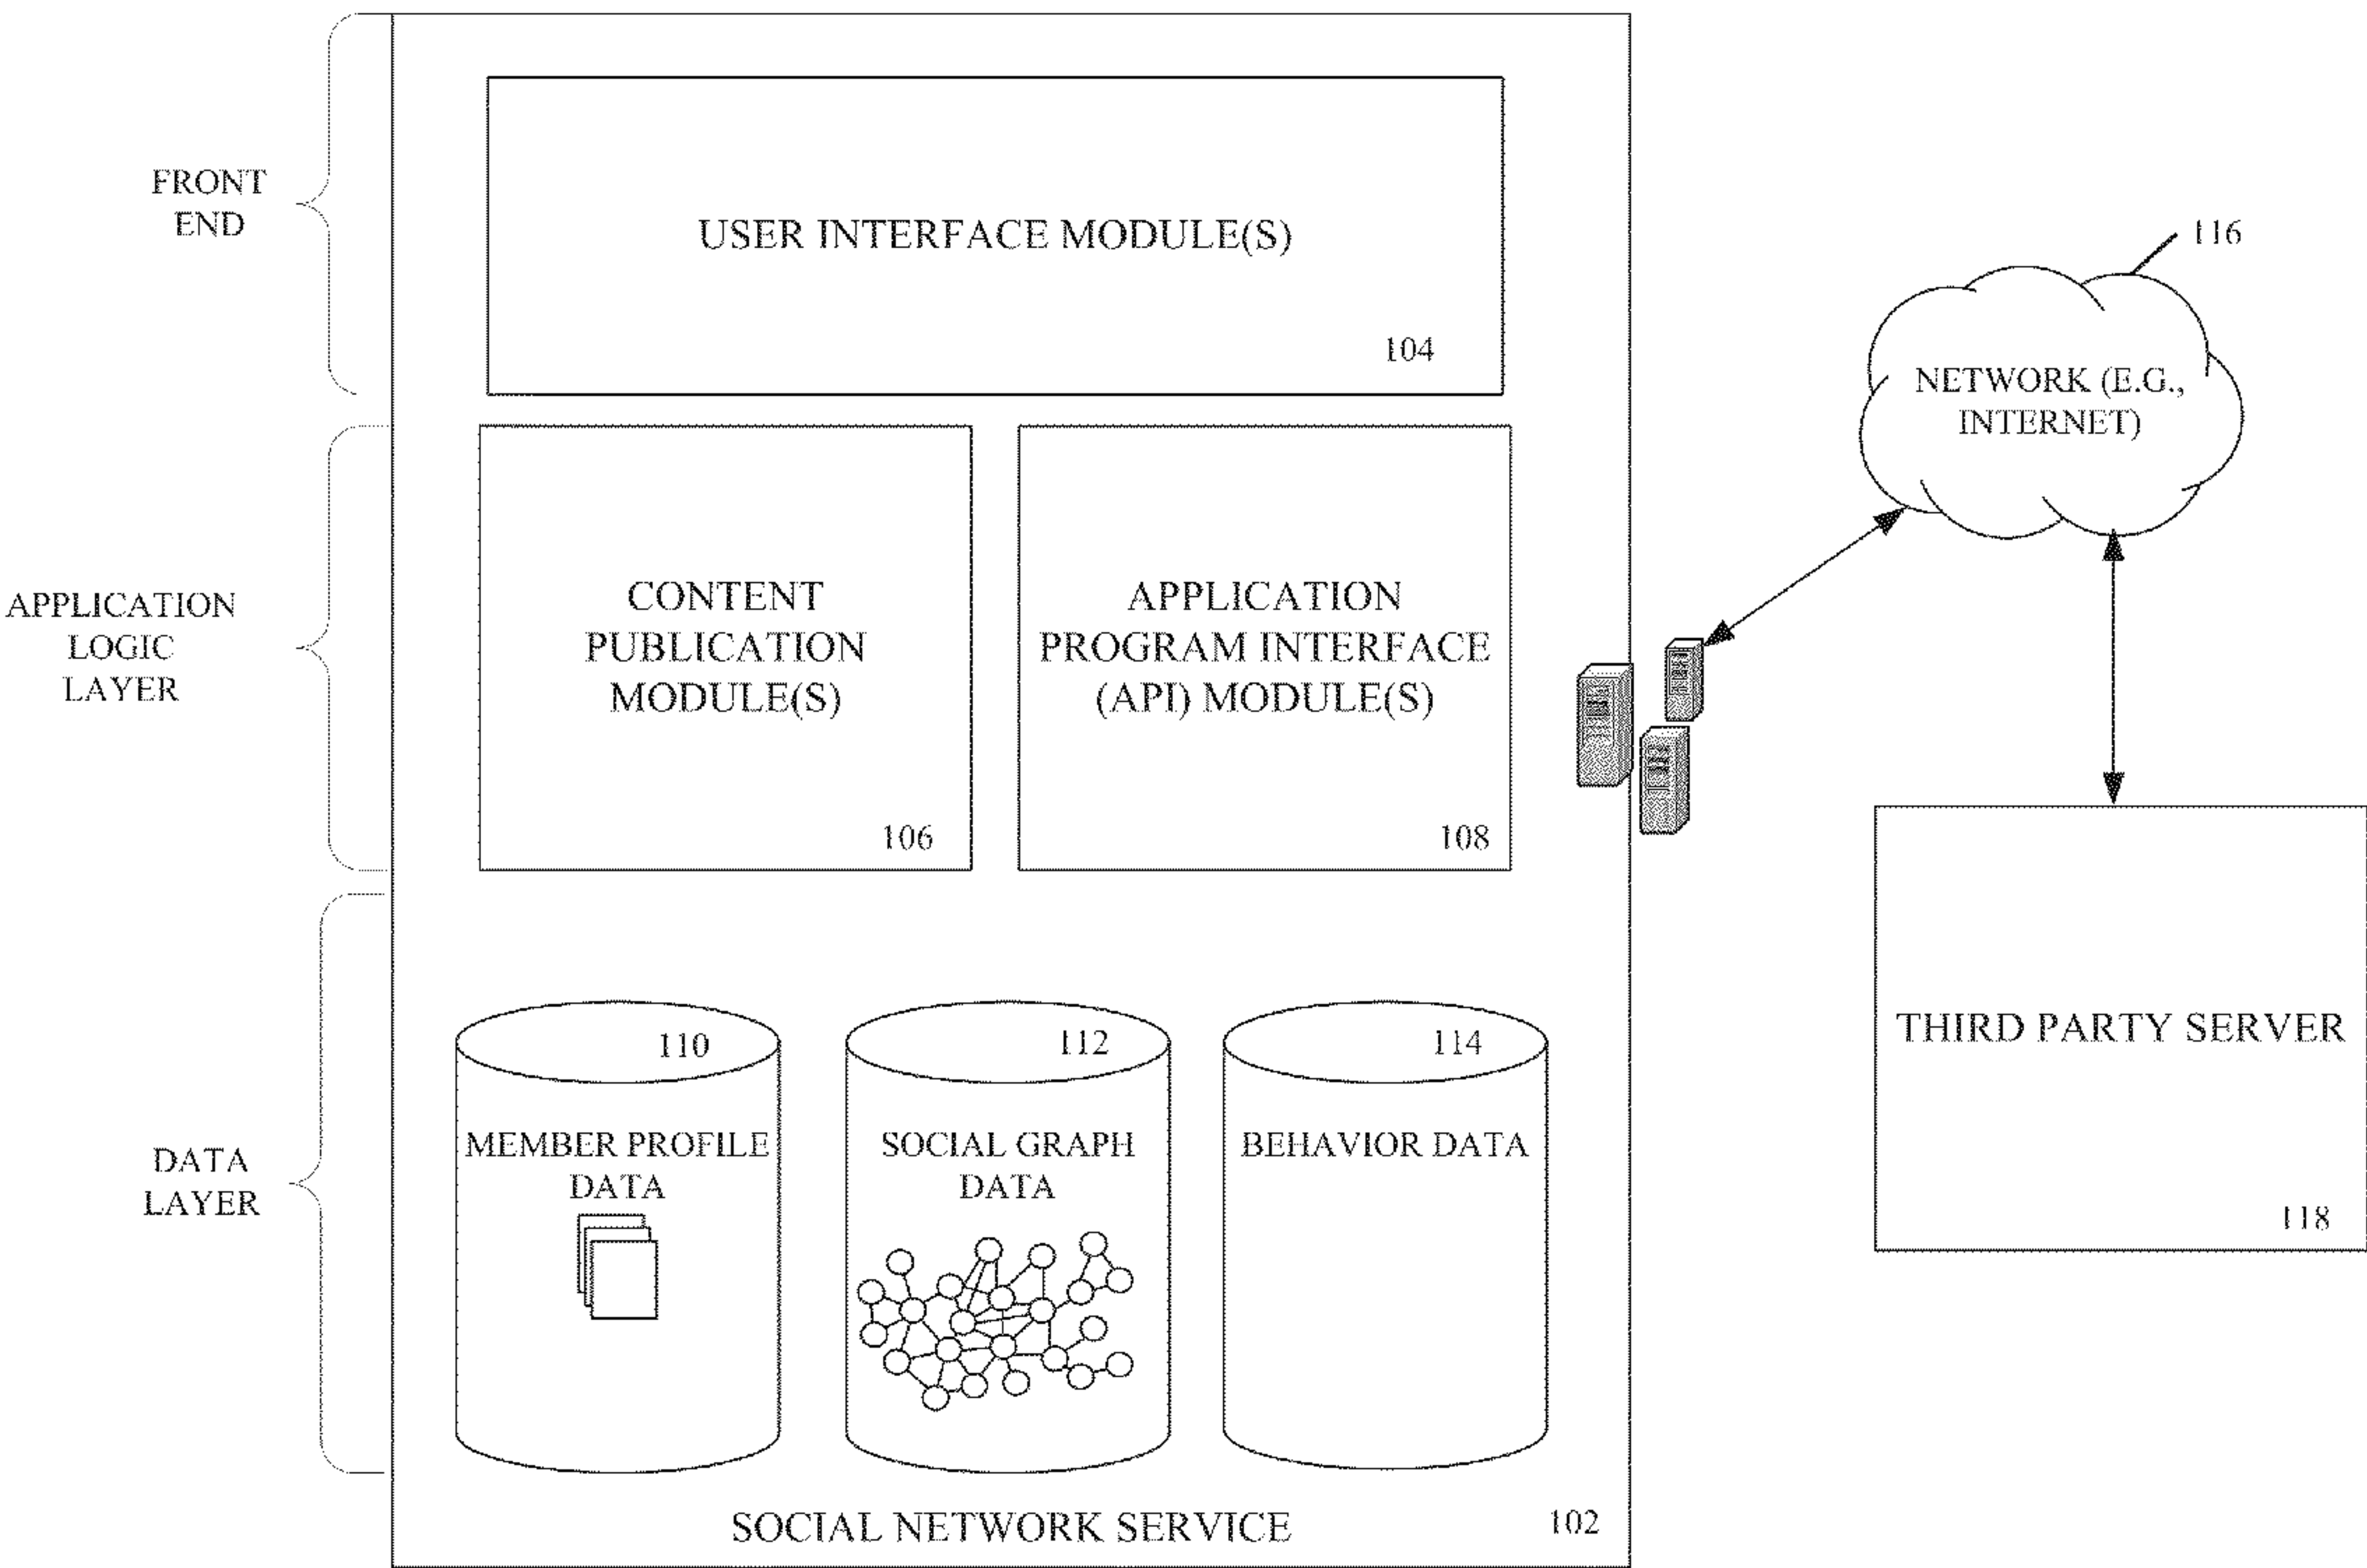 FRONT
END
USER INTERFACE MODULE(S)
104
116
NETWORK (E.G.,
INTERNET)
APPLICATION
LOGIC
LAYER
CONTENT
PUBLICATION
MODULE(S)
106
APPLICATION
PROGRAM INTERFACE
(API) MODULE(S)
108
THIRD PARTY SERVER
118
DATA
LAYER
110
MEMBER PROFILE
DATA
112
SOCIAL GRAPH
DATA
114
BEHAVIOR DATA
SOCIAL NETWORK SERVICE
102